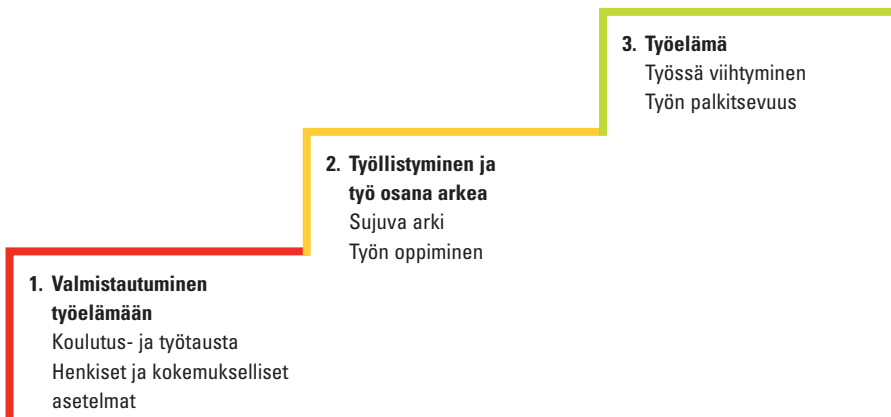 1. Valmistautuminen
työelämään
Koulutus- ja työtausta
Henkiset ja kokemukselliset
asetelmat
2. Työllistyminen ja
työ osana arkea
Sujuva arki
Työn oppiminen
3. Työelämä
Työssä viihtyminen
Työn palkitsevuus